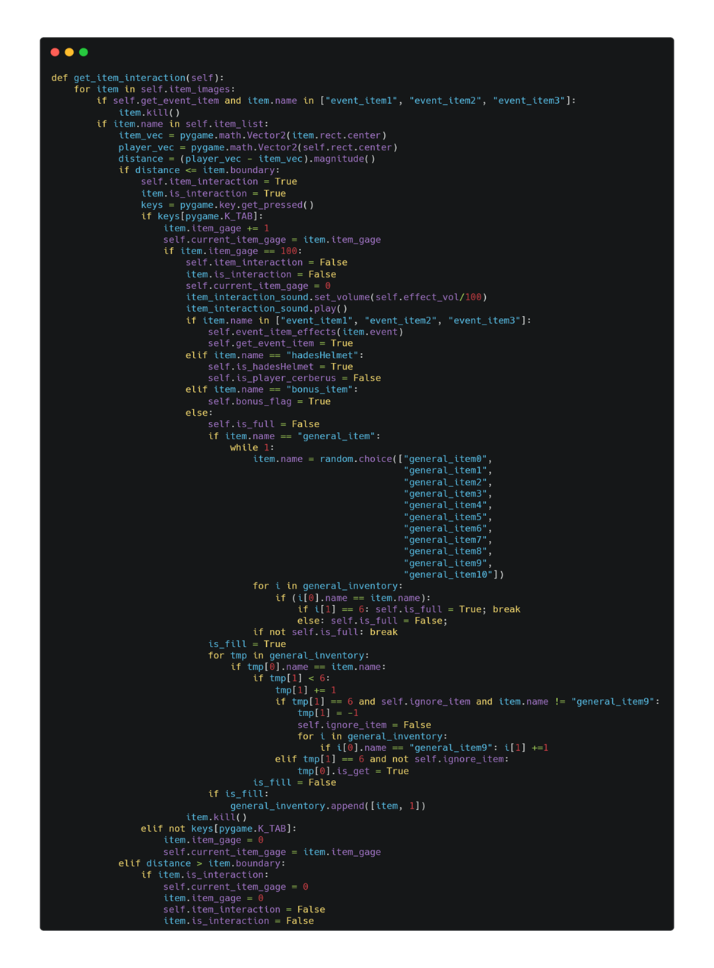 def get_item_interaction(self):
    for item in self.item_images:
        if self.get_event_item and item.name in ["event_item1", "event_item2", "event_item3"]:
            item.kill()
        if item.name in self.item_list:
            item_vec = pygame.math.Vector2(item.rect.center)
            player_vec = pygame.math.Vector2(self.rect.center)
            distance = (player_vec - item_vec).magnitude()
            if distance <= item.boundary:
                self.item_interaction = True
                item.is_interaction = True
                keys = pygame.key.get_pressed()
                if keys[pygame.K_TAB]:
                    item.item_gage += 1
                    self.current_item_gage = item.item_gage
                    if item.item_gage == 100:
                        self.item_interaction = False
                        item.is_interaction = False
                        self.current_item_gage = 0
                        item_interaction_sound.set_volume(self.effect_vol/100)
                        item_interaction_sound.play()
                        if item.name in ["event_item1", "event_item2", "event_item3"]:
                            self.event_item_effects(item.event)
                            self.get_event_item = True
                        elif item.name == "hadesHelmet":
                            self.is_hadesHelmet = True
                            self.is_player_cerberus = False
                        elif item.name == "bonus_item":
                            self.bonus_flag = True
                        else:
                            self.is_full = False
                            if item.name == "general_item":
                                while 1:
                                    item.name = random.choice(["general_item0",
                                                               "general_item1",
                                                               "general_item2",
                                                               "general_item3",
                                                               "general_item4",
                                                               "general_item5",
                                                               "general_item6",
                                                               "general_item7",
                                                               "general_item8",
                                                               "general_item9",
                                                               "general_item10"])
                                    for i in general_inventory:
                                        if (i[0].name == item.name):
                                            if i[1] == 6: self.is_full = True; break
                                            else: self.is_full = False;
                                    if not self.is_full: break
                            is_fill = True
                            for tmp in general_inventory:
                                if tmp[0].name == item.name:
                                    if tmp[1] < 6:
                                        tmp[1] += 1
                                        if tmp[1] == 6 and self.ignore_item and item.name != "general_item9":
                                            tmp[1] = -1
                                            self.ignore_item = False
                                            for i in general_inventory:
                                                if i[0].name == "general_item9": i[1] +=1
                                        elif tmp[1] == 6 and not self.ignore_item:
                                            tmp[0].is_get = True
                                    is_fill = False
                            if is_fill:
                                general_inventory.append([item, 1])
                        item.kill()
                elif not keys[pygame.K_TAB]:
                    item.item_gage = 0
                    self.current_item_gage = item.item_gage
            elif distance > item.boundary:
                if item.is_interaction:
                    self.current_item_gage = 0
                    item.item_gage = 0
                    self.item_interaction = False
                    item.is_interaction = False